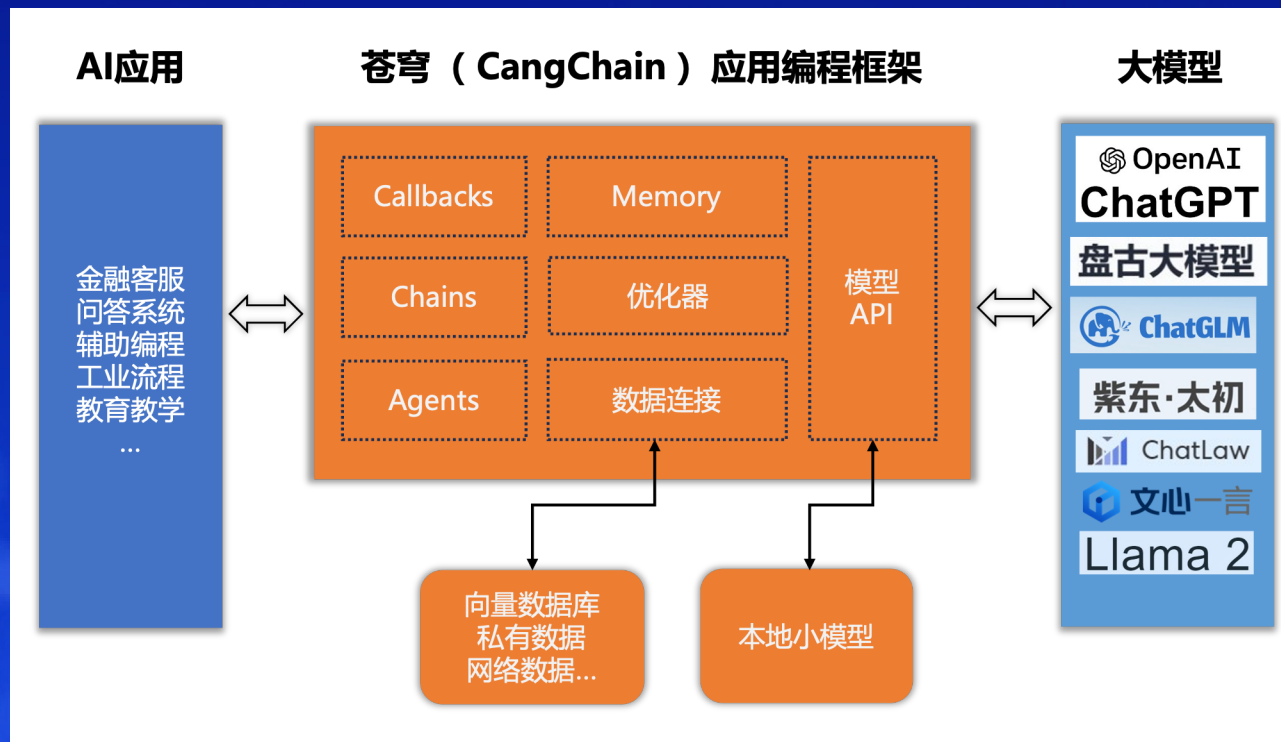 AI应用
苍穹（CangChain）应用编程框架
大模型
金融客服
问答系统
辅助编程
工业流程
教育教学
...
Callbacks
Memory
Chains
优化器
Agents
数据连接
模型
API
向量数据库
私有数据
网络数据...
本地小模型
OpenAI
ChatGPT
盘古大模型
ChatGLM
紫东·太初
ChatLaw
文心一言
Llama 2